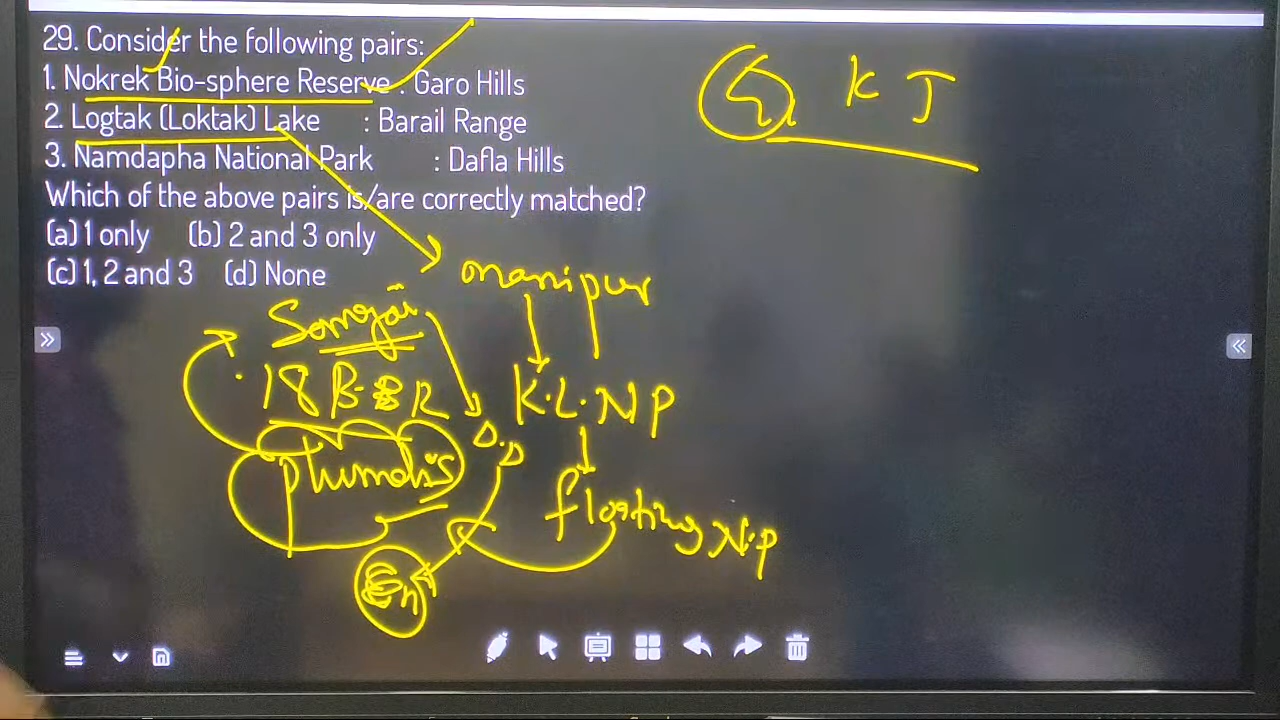 29. Consider the following pairs:
1. Nokrek Bio-sphere Reserve : Garo Hills
2. Logtak (Loktak) Lake : Barail Range
3. Namdapha National Park : Dafla Hills
Which of the above pairs is/are correctly matched?
(a) 1 only (b) 2 and 3 only
(c) 1, 2 and 3 (d) None
G K J
manipur
Sangai
18 B.R
K.L.NP
phumdis
floating N.P